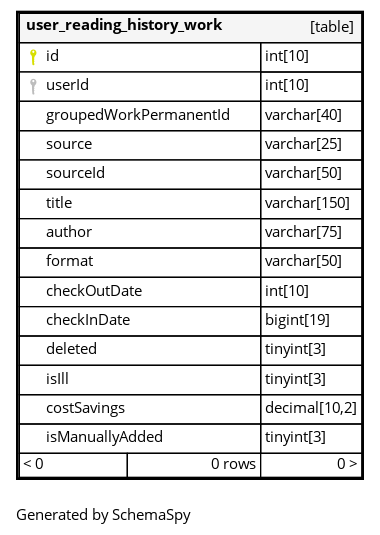 user_reading_history_work [table]
id int[10]
userId int[10]
groupedWorkPermanentId varchar[40]
source varchar[25]
sourceId varchar[50]
title varchar[150]
author varchar[75]
format varchar[50]
checkOutDate int[10]
checkInDate bigint[19]
deleted tinyint[3]
isIll tinyint[3]
costSavings decimal[10,2]
isManuallyAdded tinyint[3]
< 0 0 rows 0 >
Generated by SchemaSpy